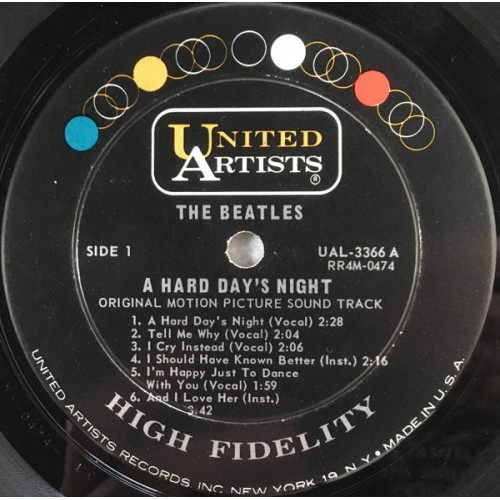 UNITED
ARTISTS
®
THE BEATLES
SIDE 1
UAL-3366 A
RR4M-0474
A HARD DAY'S NIGHT
ORIGINAL MOTION PICTURE SOUND TRACK
1. A Hard Day's Night (Vocal) 2:28
2. Tell Me Why (Vocal) 2:04
3. I Cry Instead (Vocal) 2:06
4. I Should Have Known Better (Inst.) 2:16
5. I'm Happy Just To Dance
With You (Vocal) 1:59
6. And I Love Her (Inst.)
3:42
HIGH FIDELITY
UNITED ARTISTS RECORDS INC NEW YORK 19, N.Y. • MADE IN U.S.A.